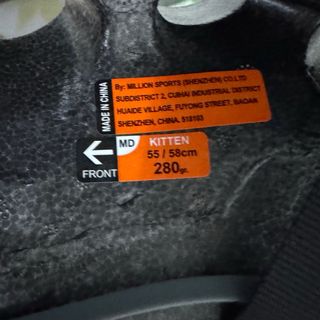 MADE IN CHINA
By: MILLION SPORTS (SHENZHEN) CO.LTD
SUBDISTRICT 2, CUIHAI INDUSTRIAL DISTRICT
HUAIDE VILLAGE, FUYONG STREET, BAOAN
SHENZHEN, CHINA. 518103
FRONT
MD
KITTEN
55 / 58cm
280gr.